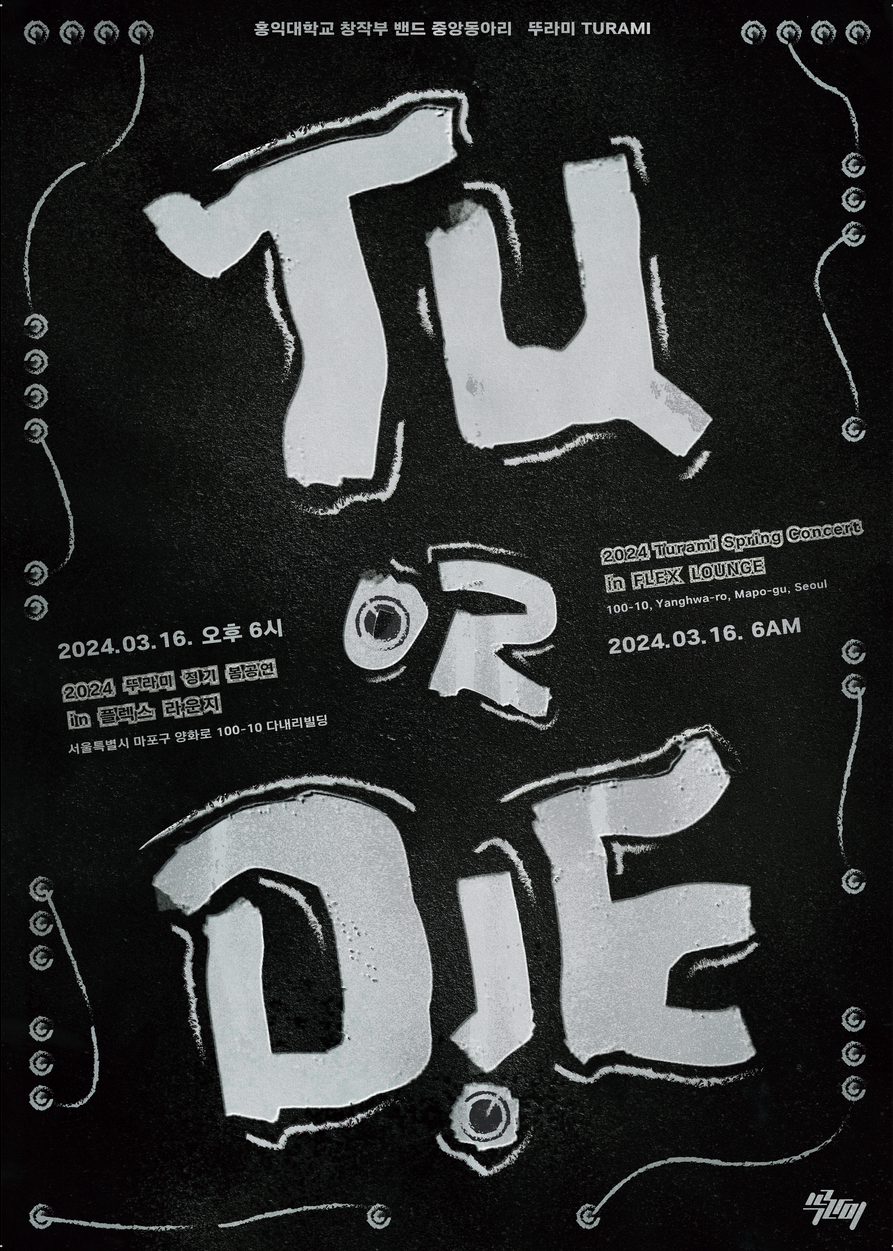 홍익대학교 창작부 밴드 중앙동아리 뚜라미 TURAMI
Tu
OR
DiE
2024 Turami Spring Concert
in FLEX LOUNGE
100-10, Yanghwa-ro, Mapo-gu, Seoul
2024.03.16. 6AM
2024.03.16. 오후 6시
2024 뚜라미 정기 봄공연
in 플렉스 라운지
서울특별시 마포구 양화로 100-10 다내리빌딩
뚜라미